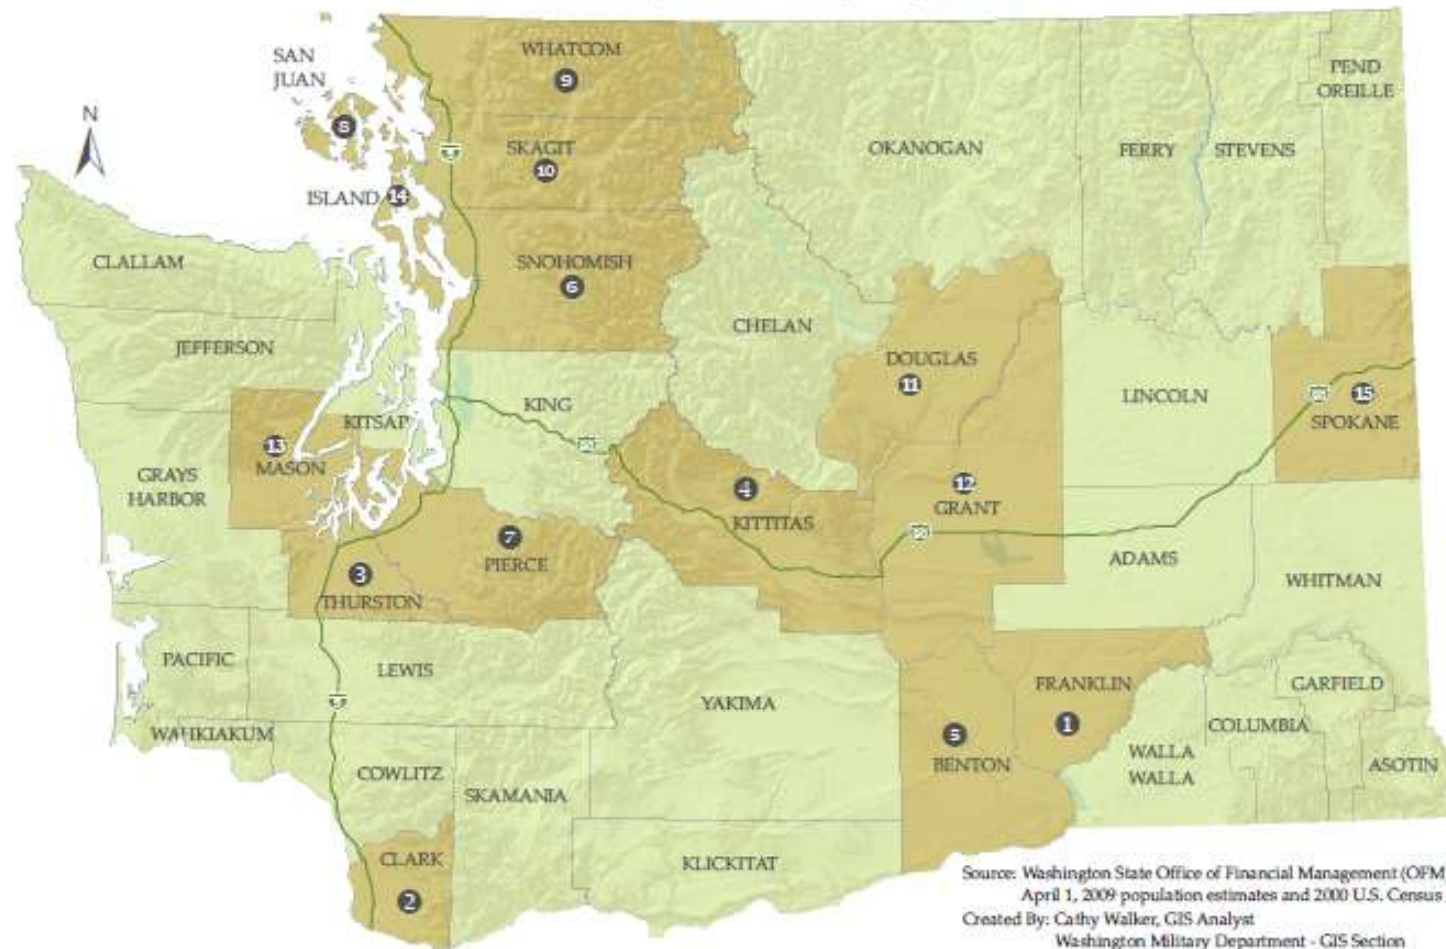 WHATCOM
9
SAN
JUAN
PEND
OREILLE
N
8
SKAGIT
10
OKANOGAN
FERRY
STEVENS
ISLAND
14
CLALLAM
SNOHOMISH
6
CHELAN
JEFFERSON
DOUGLAS
11
LINCOLN
15
SPOKANE
KING
KITSAP
13
MASON
GRAYS
HARBOR
4
KITTITAS
12
GRANT
7
PIERCE
ADAMS
WHITMAN
3
THURSTON
PACIFIC
LEWIS
YAKIMA
FRANKLIN
1
GARFIELD
COLUMBIA
WAHKIAKUM
5
BENTON
WALLA
WALLA
ASOTIN
COWLITZ
SKAMANIA
CLARK
2
KLICKITAT
Source: Washington State Office of Financial Management (OFM)
April 1, 2009 population estimates and 2000 U.S. Census
Created By: Cathy Walker, GIS Analyst
Washington Military Department - GIS Section